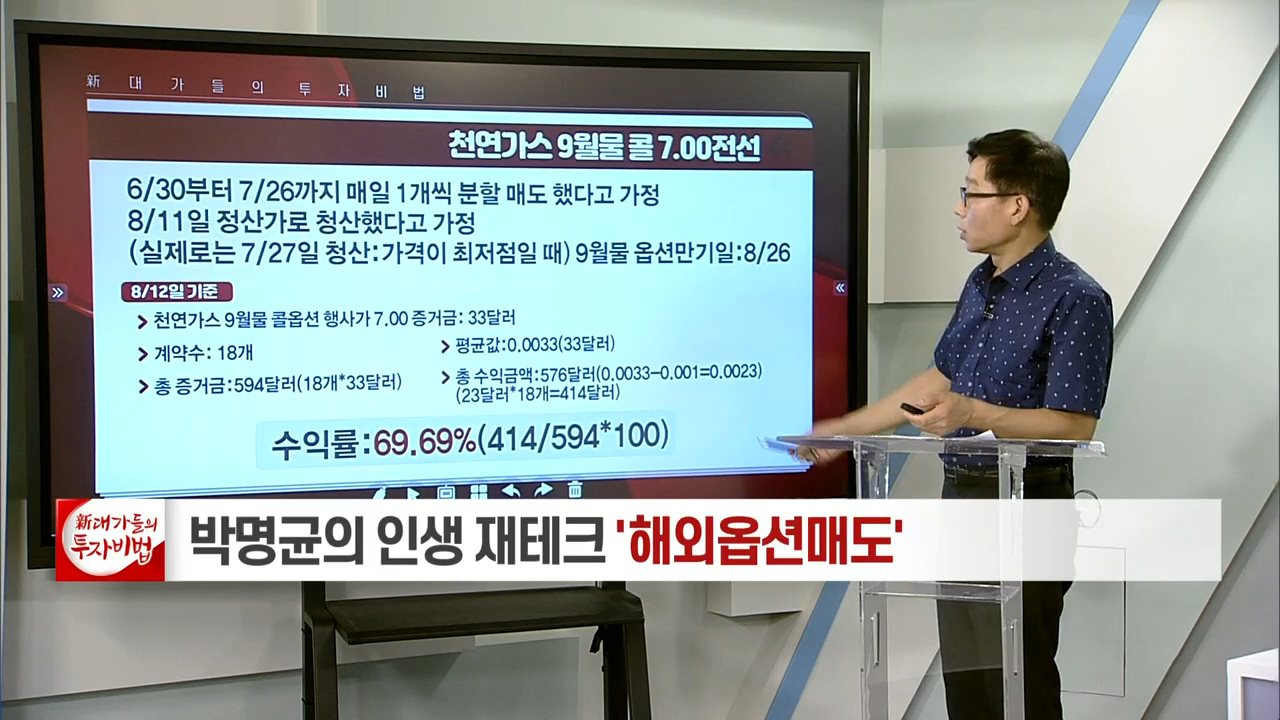 新 대 가 들 의 투 자 비 법
천연가스 9월물 콜 7.00전선
6/30부터 7/26까지 매일 1개씩 분할 매도 했다고 가정
8/11일 정산가로 청산했다고 가정
(실제로는 7/27일 청산:가격이 최저점일 때) 9월물 옵션만기일:8/26
8/12일 기준
천연가스 9월물 콜옵션 행사가 7.00 증거금: 33달러
계약수: 18개
평균값:0.0033(33달러)
총 증거금:594달러(18개*33달러)
총 수익금액:576달러(0.0033-0.001=0.0023)
(23달러*18개=414달러)
수익률:69.69%(414/594*100)
新대가들의
투자비법
박명균의 인생 재테크 '해외옵션매도'